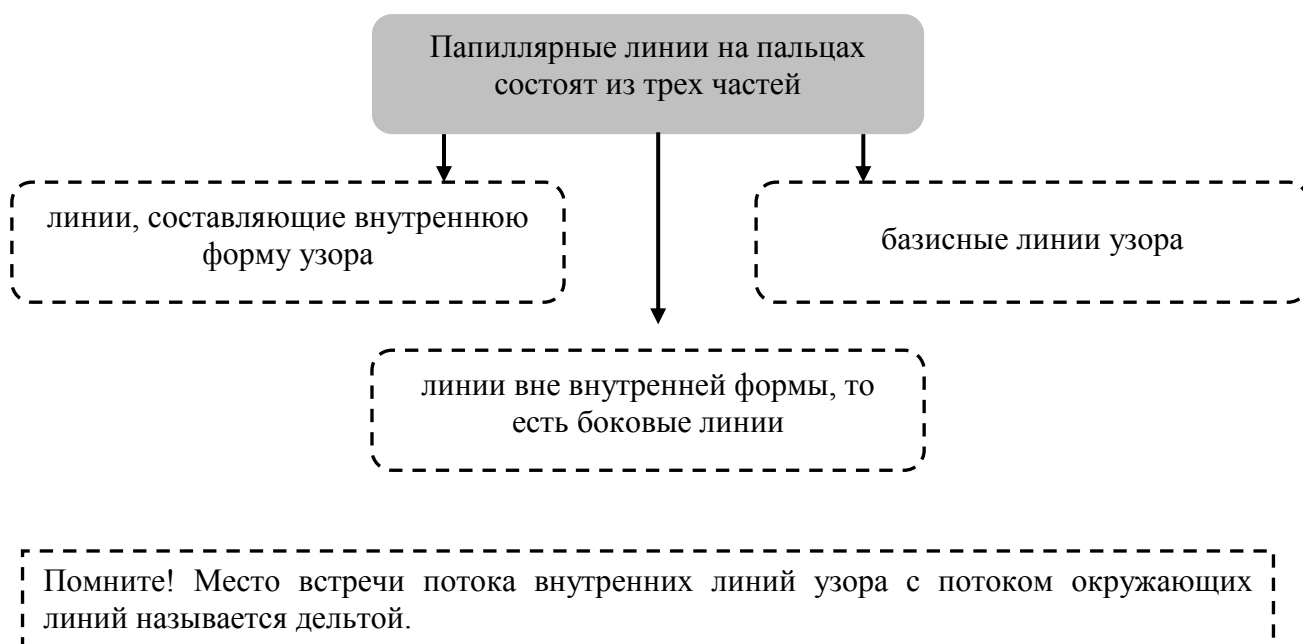 Папиллярные линии на пальцах
состоят из трех частей
линии, составляющие внутреннюю
форму узора
базисные линии узора
линии вне внутренней формы, то
есть боковые линии
Помните! Место встречи потока внутренних линий узора с потоком окружающих
линий называется дельтой.